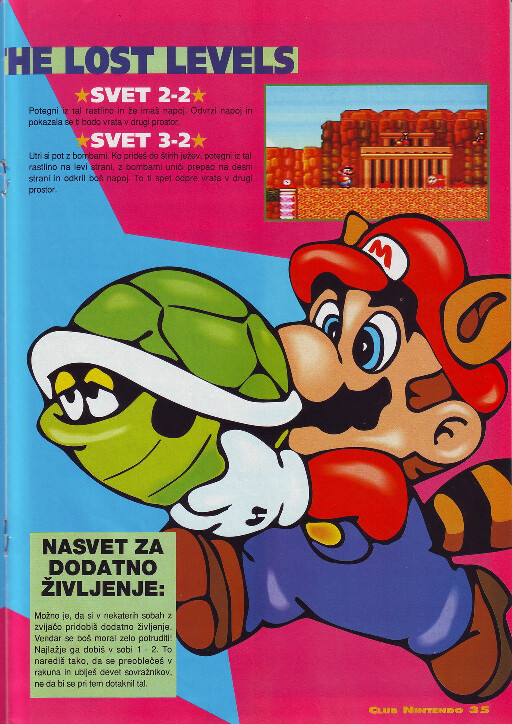 HE LOST LEVELS
SVET 2-2
Potegni iz tal rastlino in že imaš napoj. Odvrzi napoj in
pokazala se ti bodo vrata v drugi prostor.
SVET 3-2
Utri si pot z bombami. Ko prideš do štirih ježev, potegni iz tal
rastlino na levi strani, z bombami uniči prepad na desni
strani in odkril boš napoj. To ti spet odpre vrata v drugi
prostor.
M
NASVET ZA
DODATNO
ŽIVLJENJE:
Možno je, da si v nekaterih sobah z
zvijačo pridobiš dodatno življenje.
Vendar se boš moral zelo potruditi!
Najlažje ga dobiš v sobi 1 - 2. To
narediš tako, da se preoblečeš v
rakuna in ubiješ devet sovražnikov,
ne da bi se pri tem dotaknil tal.
CLUB NINTENDO 35